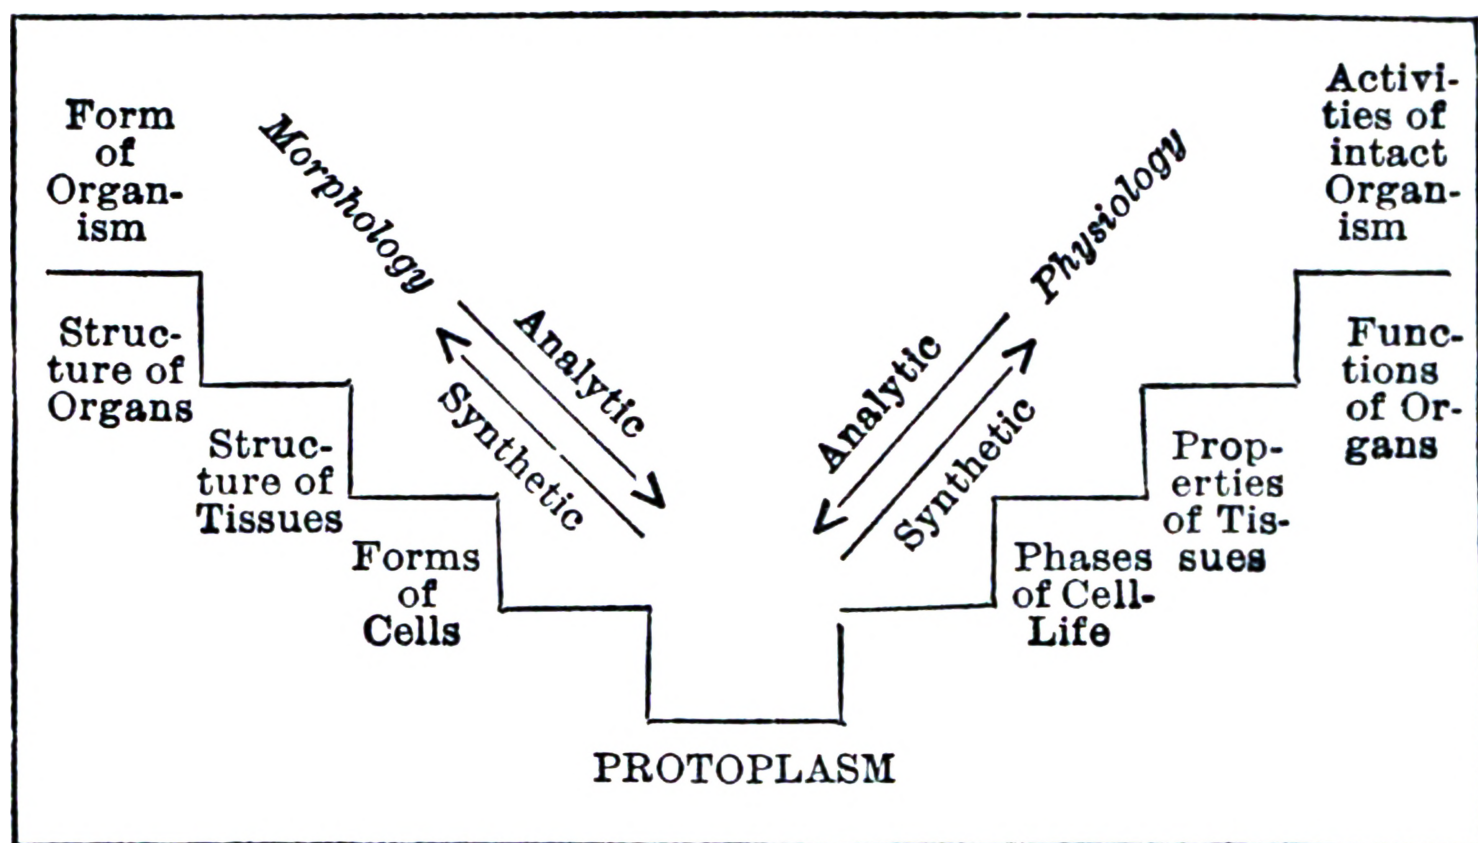 Form
of
Organ-
ism
Morphology
Analytic
Synthetic
Struc-
ture of
Organs
Struc-
ture of
Tissues
Forms
of
Cells
PROTOPLASM
Physiology
Analytic
Synthetic
Activi-
ties of
intact
Organ-
ism
Func-
tions
of Or-
gans
Prop-
erties
of Tis-
sues
Phases
of Cell-
Life